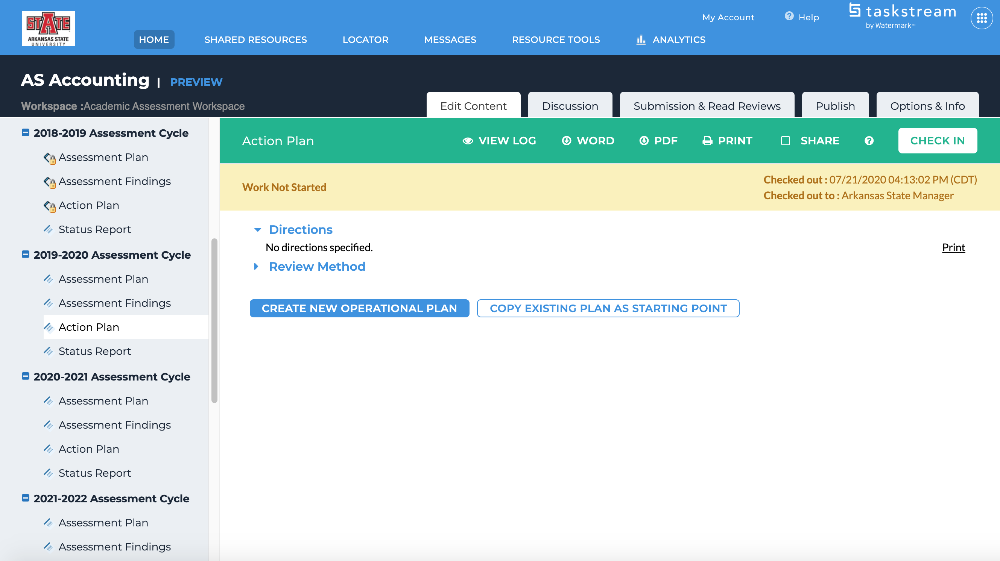 STATE
ARKANSAS STATE
UNIVERSITY
My Account
Help
taskstream
by Watermark™
HOME
SHARED RESOURCES
LOCATOR
MESSAGES
RESOURCE TOOLS
ANALYTICS
AS Accounting | PREVIEW
Workspace :Academic Assessment Workspace
Edit Content
Discussion
Submission & Read Reviews
Publish
Options & Info
2018-2019 Assessment Cycle
Assessment Plan
Assessment Findings
Action Plan
Status Report
2019-2020 Assessment Cycle
Assessment Plan
Assessment Findings
Action Plan
Status Report
2020-2021 Assessment Cycle
Assessment Plan
Assessment Findings
Action Plan
Status Report
2021-2022 Assessment Cycle
Assessment Plan
Assessment Findings
Action Plan
VIEW LOG
WORD
PDF
PRINT
SHARE
CHECK IN
Work Not Started
Checked out : 07/21/2020 04:13:02 PM (CDT)
Checked out to : Arkansas State Manager
Directions
No directions specified.
Print
Review Method
CREATE NEW OPERATIONAL PLAN
COPY EXISTING PLAN AS STARTING POINT